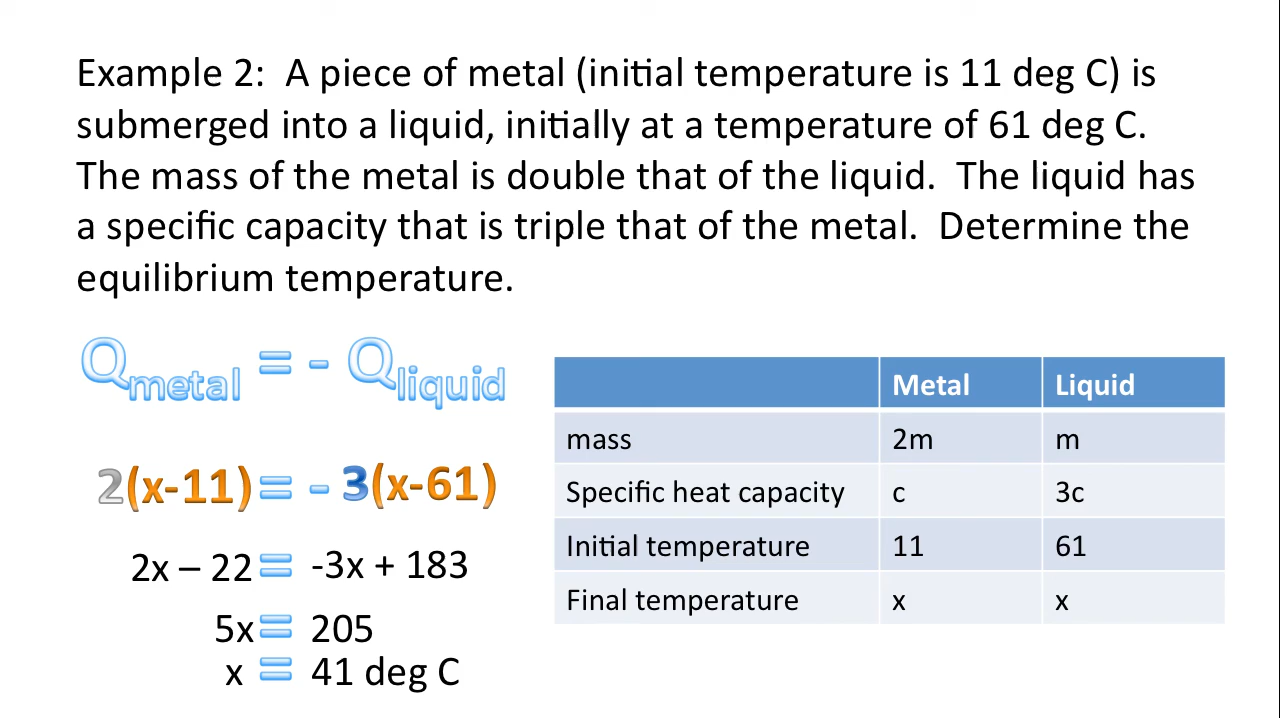 Example 2:  A piece of metal (initial temperature is 11 deg C) is
submerged into a liquid, initially at a temperature of 61 deg C.
The mass of the metal is double that of the liquid.  The liquid has
a specific capacity that is triple that of the metal.  Determine the
equilibrium temperature.
Qmetal = - Qliquid
2(x-11) = - 3(x-61)
2x – 22 = -3x + 183
5x = 205
x = 41 deg C
Metal Liquid
mass 2m m
Specific heat capacity c 3c
Initial temperature 11 61
Final temperature x x